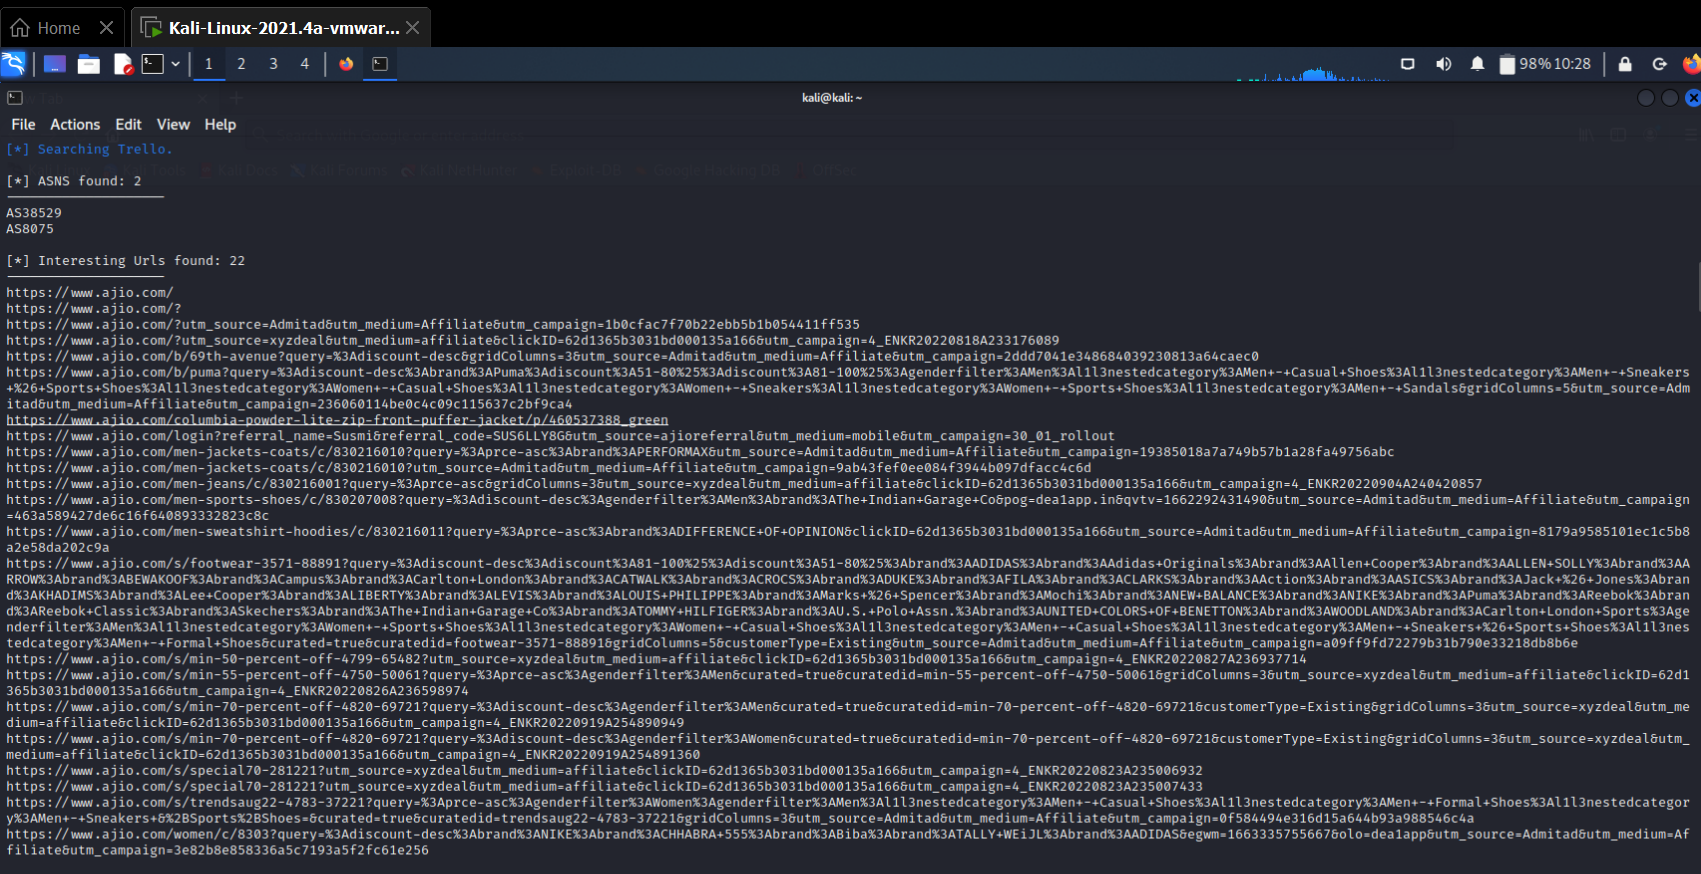 Home
Kali-Linux-2021.4a-vmwar...
1 2 3 4
98% 10:28
kali@kali: ~
File Actions Edit View Help
[*] Searching Trello.
[*] ASNS found: 2
AS38529
AS8075
[*] Interesting Urls found: 22
https://www.ajio.com/
https://www.ajio.com/?
https://www.ajio.com/?utm_source=Admitad&utm_medium=Affiliate&utm_campaign=1b0cfac7f70b22ebb5b1b054411ff535
https://www.ajio.com/?utm_source=xyzdeal&utm_medium=affiliate&clickID=62d1365b3031bd000135a166&utm_campaign=4_ENKR20220818A233176089
https://www.ajio.com/b/69th-avenue?query=%3Adiscount-desc&gridColumns=3&utm_source=Admitad&utm_medium=Affiliate&utm_campaign=2ddd7041e348684039230813a64caec0
https://www.ajio.com/b/puma?query=%3Adiscount-desc%3Abrand%3APuma%3Adiscount%3A51-80%25%3Adiscount%3A81-100%25%3Agenderfilter%3AMen%3Al1l3nestedcategory%3AMen+-+Casual+Shoes%3Al1l3nestedcategory%3AMen+-+Sneakers
+%26+Sports+Shoes%3Al1l3nestedcategory%3AWomen+-+Casual+Shoes%3Al1l3nestedcategory%3AWomen+-+Sneakers%3Al1l3nestedcategory%3AWomen+-+Sports+Shoes%3Al1l3nestedcategory%3AMen+-+Sandals&gridColumns=5&utm_source=Adm
itad&utm_medium=Affiliate&utm_campaign=236060114be0c4c09c115637c2bf9ca4
https://www.ajio.com/columbia-powder-lite-zip-front-puffer-jacket/p/460537388_green
https://www.ajio.com/login?referral_name=Susmi&referral_code=SUS6LLY8G&utm_source=ajioreferral&utm_medium=mobile&utm_campaign=30_01_rollout
https://www.ajio.com/men-jackets-coats/c/830216010?query=%3Aprce-asc%3Abrand%3APERFORMAX&utm_source=Admitad&utm_medium=Affiliate&utm_campaign=19385018a7a749b57b1a28fa49756abc
https://www.ajio.com/men-jackets-coats/c/830216010?utm_source=Admitad&utm_medium=Affiliate&utm_campaign=9ab43fef0ee084f3944b097dfacc4c6d
https://www.ajio.com/men-jeans/c/830216001?query=%3Aprce-asc&gridColumns=3&utm_source=xyzdeal&utm_medium=affiliate&clickID=62d1365b3031bd000135a166&utm_campaign=4_ENKR20220904A240420857
https://www.ajio.com/men-sports-shoes/c/830207008?query=%3Adiscount-desc%3Agenderfilter%3AMen%3Abrand%3AThe+Indian+Garage+Co&pog=dea1app.in&qvtv=1662292431490&utm_source=Admitad&utm_medium=Affiliate&utm_campaign
=463a589427de6c16f640893332823c8c
https://www.ajio.com/men-sweatshirt-hoodies/c/830216011?query=%3Aprce-asc%3Abrand%3ADIFFERENCE+OF+OPINION&clickID=62d1365b3031bd000135a166&utm_source=Admitad&utm_medium=Affiliate&utm_campaign=8179a9585101ec1c5b8
a2e58da202c9a
https://www.ajio.com/s/footwear-3571-88891?query=%3Adiscount-desc%3Adiscount%3A81-100%25%3Adiscount%3A51-80%25%3Abrand%3AADIDAS%3Abrand%3AAdidas+Originals%3Abrand%3AAllen+Cooper%3Abrand%3AALLEN+SOLLY%3Abrand%3AA
RROW%3Abrand%3ABEWAKOOF%3Abrand%3ACampus%3Abrand%3ACarlton+London%3Abrand%3ACATWALK%3Abrand%3ACROCS%3Abrand%3ADUKE%3Abrand%3AFILA%3Abrand%3ACLARKS%3Abrand%3AAction%3Abrand%3AASICS%3Abrand%3AJack+%26+Jones%3Abran
d%3AKHADIMS%3Abrand%3ALee+Cooper%3Abrand%3ALIBERTY%3Abrand%3ALEVIS%3Abrand%3ALOUIS+PHILIPPE%3Abrand%3AMarks+%26+Spencer%3Abrand%3AMochi%3Abrand%3ANEW+BALANCE%3Abrand%3ANIKE%3Abrand%3APuma%3Abrand%3AReebok%3Abran
d%3AReebok+Classic%3Abrand%3ASkechers%3Abrand%3AThe+Indian+Garage+Co%3Abrand%3ATOMMY+HILFIGER%3Abrand%3AU.S.+Polo+Assn.%3Abrand%3AUNITED+COLORS+OF+BENETTON%3Abrand%3AWOODLAND%3Abrand%3ACarlton+London+Sports%3Ag
enderfilter%3AMen%3Al1l3nestedcategory%3AWomen+-+Sports+Shoes%3Al1l3nestedcategory%3AWomen+-+Casual+Shoes%3Al1l3nestedcategory%3AMen+-+Casual+Shoes%3Al1l3nestedcategory%3AMen+-+Sneakers+%26+Sports+Shoes%3Al1l3nes
tedcategory%3AMen+-+Formal+Shoes&curated=true&curatedid=footwear-3571-88891&gridColumns=5&customerType=Existing&utm_source=Admitad&utm_medium=Affiliate&utm_campaign=a09ff9fd72279b31b790e33218db8b6e
https://www.ajio.com/s/min-50-percent-off-4799-65482?utm_source=xyzdeal&utm_medium=affiliate&clickID=62d1365b3031bd000135a166&utm_campaign=4_ENKR20220827A236937714
https://www.ajio.com/s/min-55-percent-off-4750-50061?query=%3Aprce-asc%3Agenderfilter%3AMen&curated=true&curatedid=min-55-percent-off-4750-50061&gridColumns=3&utm_source=xyzdeal&utm_medium=affiliate&clickID=62d1
365b3031bd000135a166&utm_campaign=4_ENKR20220826A236598974
https://www.ajio.com/s/min-70-percent-off-4820-69721?query=%3Adiscount-desc%3Agenderfilter%3AMen&curated=true&curatedid=min-70-percent-off-4820-69721&customerType=Existing&gridColumns=3&utm_source=xyzdeal&utm_me
dium=affiliate&clickID=62d1365b3031bd000135a166&utm_campaign=4_ENKR20220919A254890949
https://www.ajio.com/s/min-70-percent-off-4820-69721?query=%3Adiscount-desc%3Agenderfilter%3AWomen&curated=true&curatedid=min-70-percent-off-4820-69721&customerType=Existing&gridColumns=3&utm_source=xyzdeal&utm_
medium=affiliate&clickID=62d1365b3031bd000135a166&utm_campaign=4_ENKR20220919A254891360
https://www.ajio.com/s/special70-281221?utm_source=xyzdeal&utm_medium=affiliate&clickID=62d1365b3031bd000135a166&utm_campaign=4_ENKR20220823A235006932
https://www.ajio.com/s/special70-281221?utm_source=xyzdeal&utm_medium=affiliate&clickID=62d1365b3031bd000135a166&utm_campaign=4_ENKR20220823A235007433
https://www.ajio.com/s/trendsaug22-4783-37221?query=%3Aprce-asc%3Agenderfilter%3AWomen%3Agenderfilter%3AMen%3Al1l3nestedcategory%3AMen+-+Casual+Shoes%3Al1l3nestedcategory%3AMen+-+Formal+Shoes%3Al1l3nestedcategor
y%3AMen+-+Sneakers+&%2BSports%2BShoes=&curated=true&curatedid=trendsaug22-4783-37221&gridColumns=3&utm_source=Admitad&utm_medium=Affiliate&utm_campaign=0f584494e316d15a644b93a988546c4a
https://www.ajio.com/women/c/8303?query=%3Adiscount-desc%3Abrand%3ANIKE%3Abrand%3ACHHABRA+555%3Abrand%3ABiba%3Abrand%3ATALLY+WEiJL%3Abrand%3AADIDAS&egwm=1663335755667&olo=dea1app&utm_source=Admitad&utm_medium=Af
filiate&utm_campaign=3e82b8e858336a5c7193a5f2fc61e256